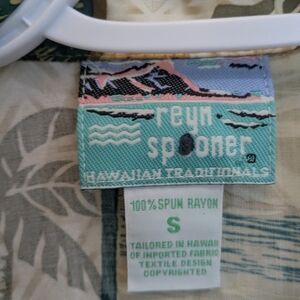 reyn
spooner
HAWAIIAN TRADITIONALS
100% SPUN RAYON
S
TAILORED IN HAWAII
OF IMPORTED FABRIC
TEXTILE DESIGN
COPYRIGHTED